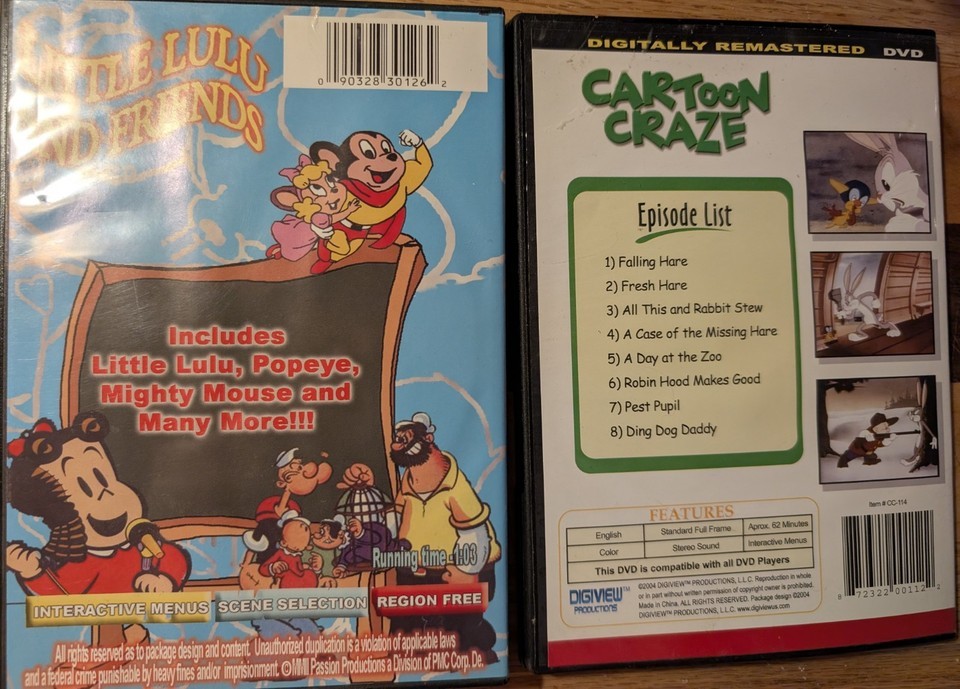 LITTLE LULU
AND FRIENDS
0 90328 30126 2
Includes
Little Lulu, Popeye,
Mighty Mouse and
Many More!!!
Running time - 1:03
INTERACTIVE MENUS
SCENE SELECTION
REGION FREE
All rights reserved as to package design and content. Unauthorized duplication is a violation of applicable laws
and a federal crime punishable by heavy fines and/or imprisionment. © MMII Passion Productions a Division of PMC Corp. De.
DIGITALLY REMASTERED DVD
CARTOON
CRAZE
Episode List
1) Falling Hare
2) Fresh Hare
3) All This and Rabbit Stew
4) A Case of the Missing Hare
5) A Day at the Zoo
6) Robin Hood Makes Good
7) Pest Pupil
8) Ding Dog Daddy
Item # CC-114
FEATURES
English Standard Full Frame Aprox. 62 Minutes
Color Stereo Sound Interactive Menus
This DVD is compatible with all DVD Players
DIGIVIEW™
PRODUCTIONS
©2004 DIGIVIEW™ PRODUCTIONS, L.L.C. Reproduction in whole
or in part without written permission of copyright owner is prohibited.
Made in China. ALL RIGHTS RESERVED. Package design ©2004
DIGIVIEW™ PRODUCTIONS, L.L.C. www.digiviewus.com
8 72322 00112 2